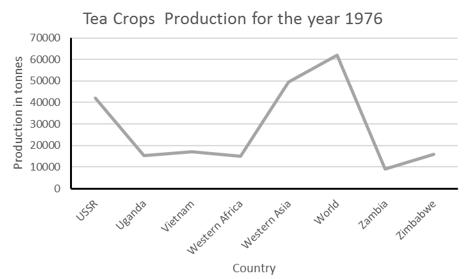 Tea Crops  Production for the year 1976
Production in tonnes
70000
60000
50000
40000
30000
20000
10000
0
USSR
Uganda
Vietnam
Western Africa
Western Asia
World
Zambia
Zimbabwe
Country